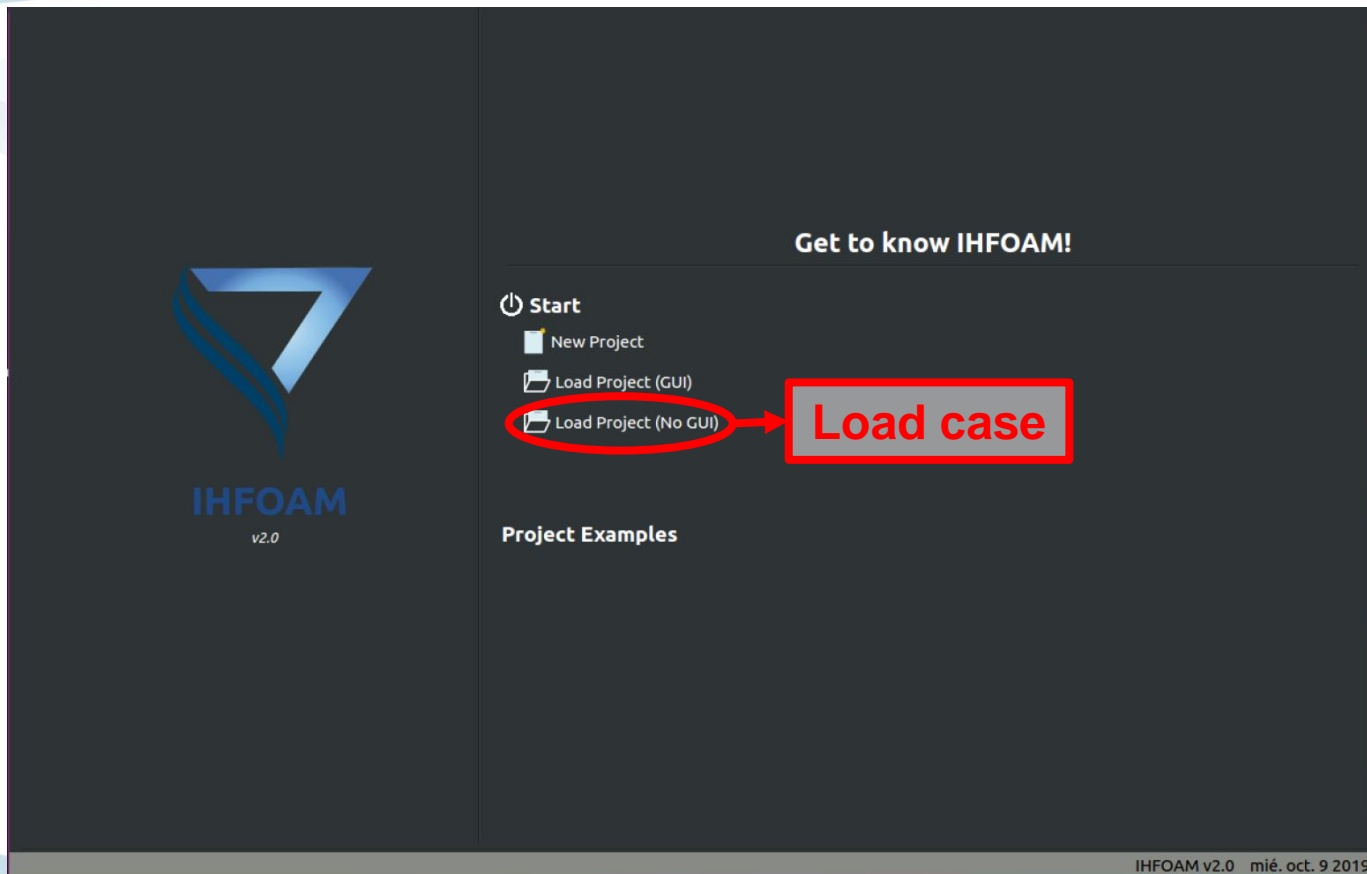 Get to know IHFOAM!
Start
New Project
Load Project (GUI)
Load Project (No GUI)
Load case
IHFOAM
v2.0
Project Examples
IHFOAM v2.0 mié. oct. 9 2019